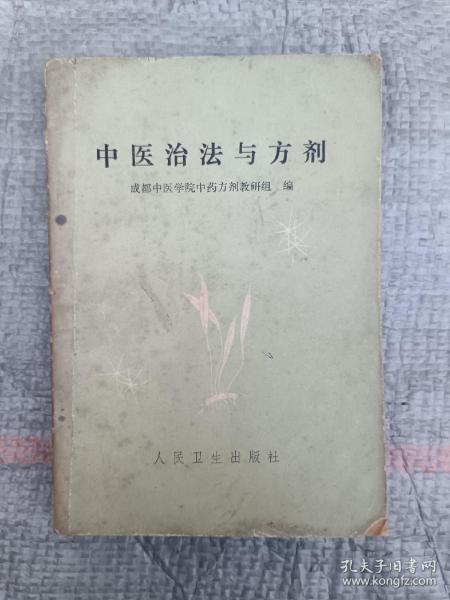 中医治法与方剂
成都中医学院中药方剂教研组 编
人民卫生出版社
孔夫子旧书网
www.kongfz.com